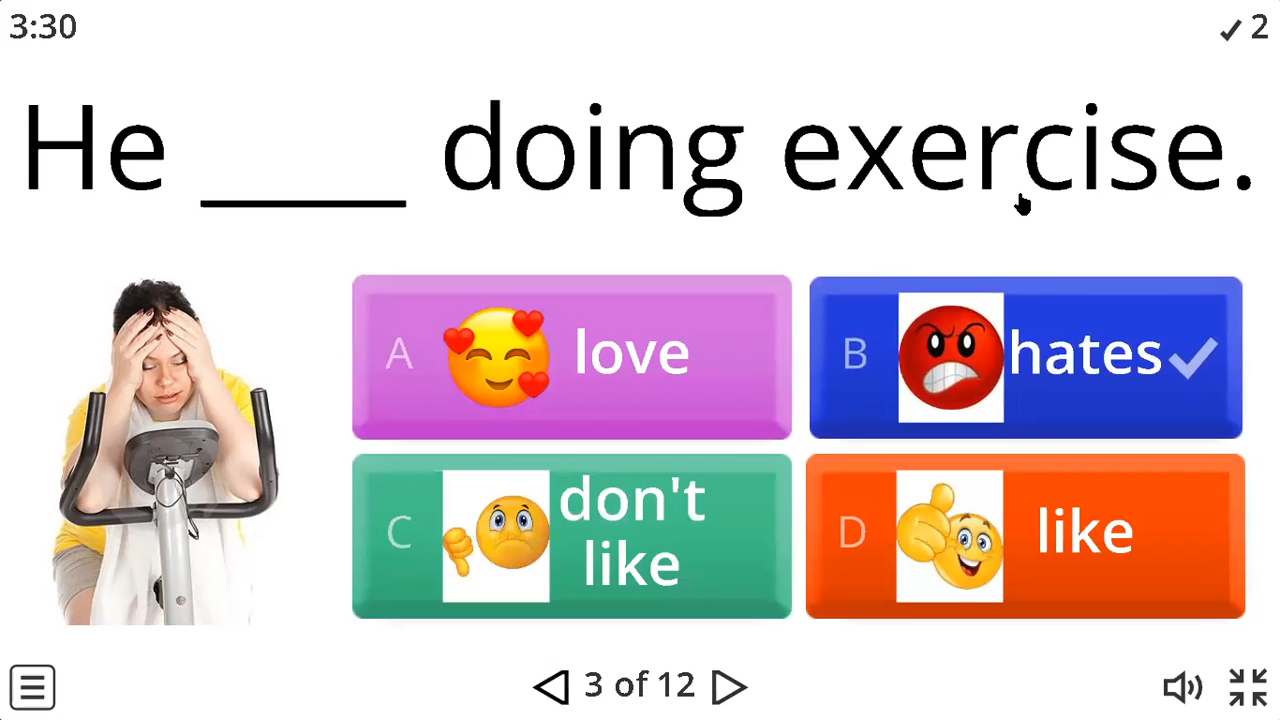 3:30
✓ 2
He ____ doing exercise.
A love
B hates ✓
C don't
like
D like
3 of 12